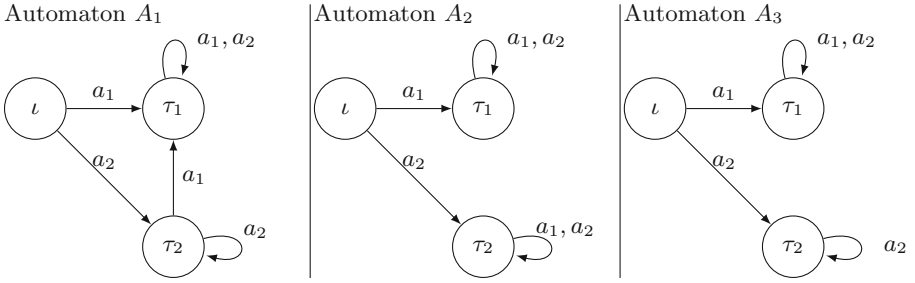 Automaton A₁
a₁, a₂
ι
a₁
τ₁
a₂
a₁
τ₂
a₂
Automaton A₂
a₁, a₂
ι
a₁
τ₁
a₂
τ₂
a₁, a₂
Automaton A₃
a₁, a₂
ι
a₁
τ₁
a₂
τ₂
a₂